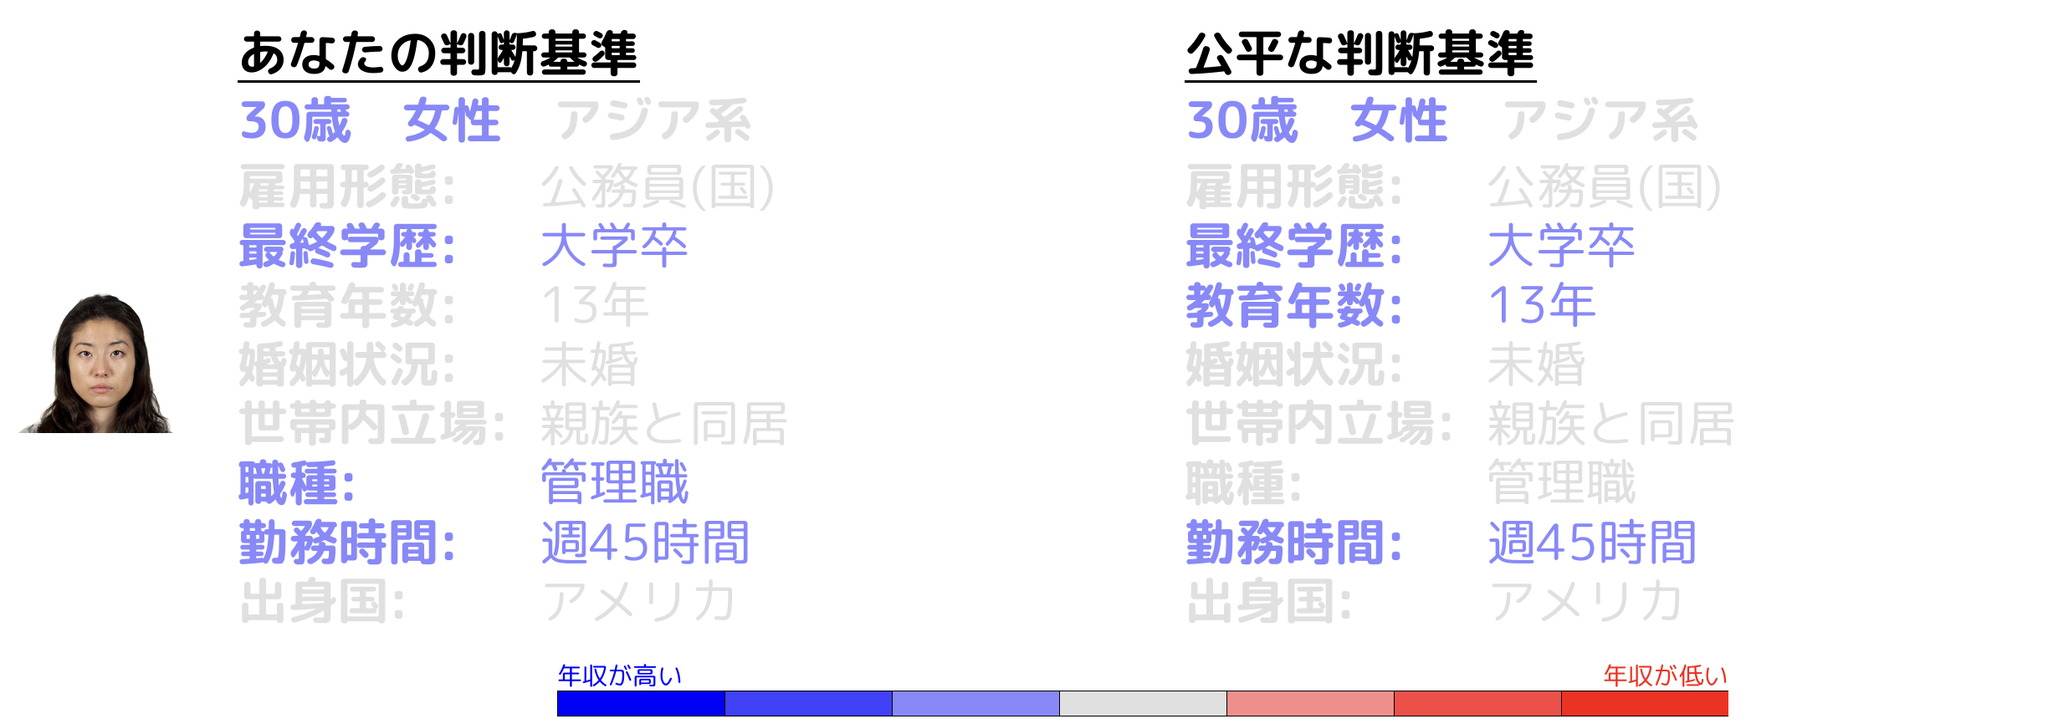 あなたの判断基準
30歳 女性 アジア系
雇用形態: 公務員(国)
最終学歴: 大学卒
教育年数: 13年
婚姻状況: 未婚
世帯内立場: 親族と同居
職種: 管理職
勤務時間: 週45時間
出身国: アメリカ
公平な判断基準
30歳 女性 アジア系
雇用形態: 公務員(国)
最終学歴: 大学卒
教育年数: 13年
婚姻状況: 未婚
世帯内立場: 親族と同居
職種: 管理職
勤務時間: 週45時間
出身国: アメリカ
年収が高い
年収が低い